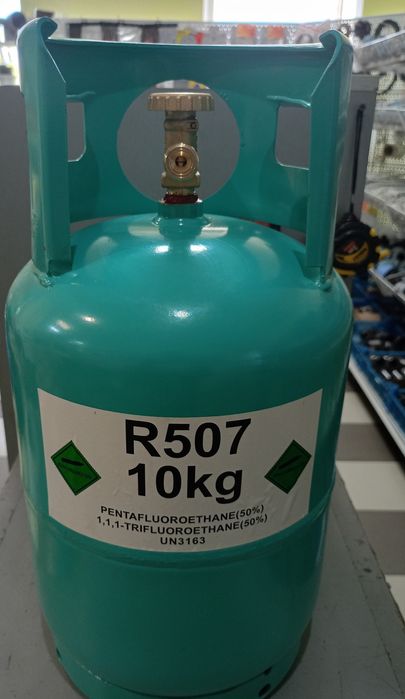 R507
10kg
PENTAFLUOROETHANE(50%)
1,1,1-TRIFLUOROETHANE(50%)
UN3163